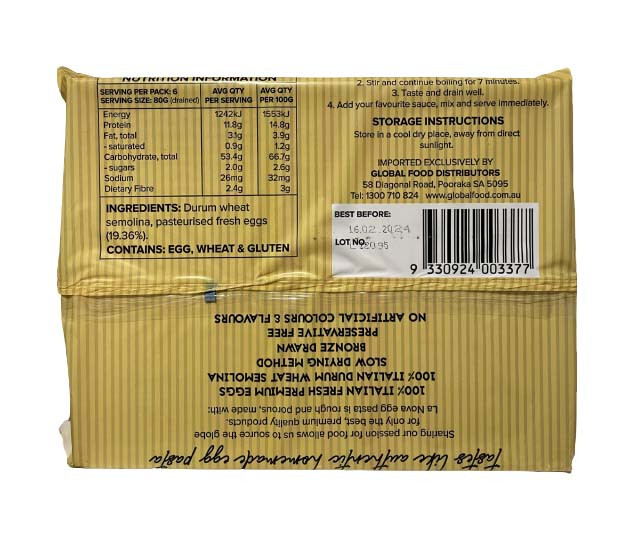 NUTRITION INFORMATION
SERVING PER PACK: 6
SERVING SIZE: 80G (drained)
AVG QTY PER SERVING
AVG QTY PER 100G
Energy 1242kJ 1553kJ
Protein 11.8g 14.8g
Fat, total 3.1g 3.9g
- saturated 0.9g 1.2g
Carbohydrate, total 53.4g 66.7g
- sugars 2.0g 2.6g
Sodium 26mg 32mg
Dietary Fibre 2.4g 3g
INGREDIENTS: Durum wheat
semolina, pasteurised fresh eggs
(19.36%).
CONTAINS: EGG, WHEAT & GLUTEN
2. Stir and continue boiling for 7 minutes.
3. Taste and drain well.
4. Add your favourite sauce, mix and serve immediately.
STORAGE INSTRUCTIONS
Store in a cool dry place, away from direct
sunlight.
IMPORTED EXCLUSIVELY BY
GLOBAL FOOD DISTRIBUTORS
58 Diagonal Road, Pooraka SA 5095
Tel: 1300 710 824 www.globalfood.com.au
BEST BEFORE:
16.02.2024
LOT NO.
9 330924 003377
Tastes like authentic homemade egg pasta
Sharing our passion for food allows us to source the globe
for only the best, premium quality products.
La Nova egg pasta is rough and porous, made with:
100% ITALIAN FRESH PREMIUM EGGS
100% ITALIAN DURUM WHEAT SEMOLINA
SLOW DRYING METHOD
BRONZE DRAWN
PRESERVATIVE FREE
NO ARTIFICIAL COLOURS & FLAVOURS